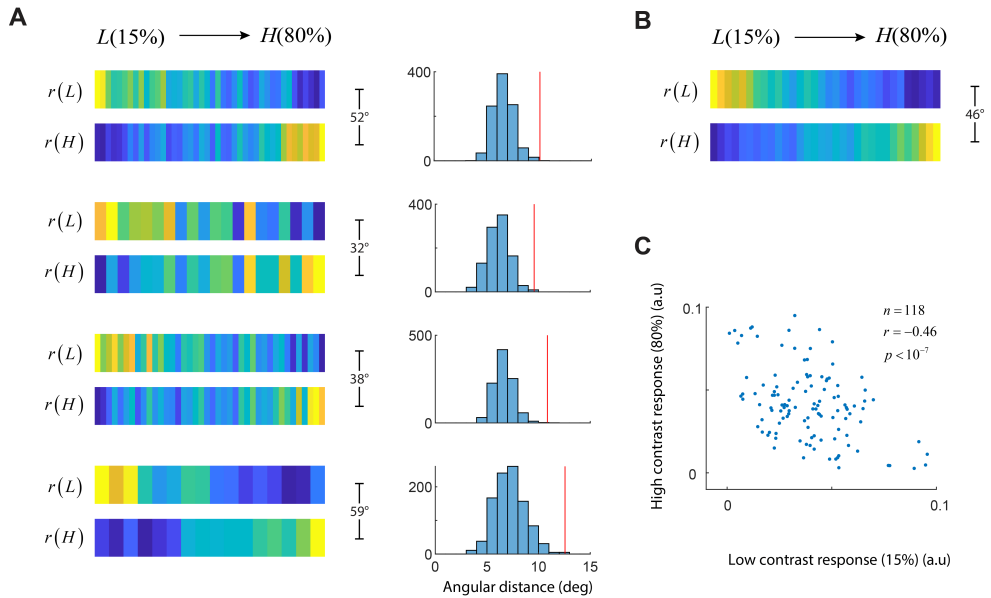 A
L(15%) → H(80%)
r(L)
r(H)
52°
400
200
0
r(L)
r(H)
32°
400
200
0
r(L)
r(H)
38°
500
0
r(L)
r(H)
59°
200
0
0 5 10 15
Angular distance (deg)
B
L(15%) → H(80%)
r(L)
r(H)
46°
C
High contrast response (80%) (a.u)
0.1
0
n = 118
r = −0.46
p < 10⁻⁷
0 0.1
Low contrast response (15%) (a.u)